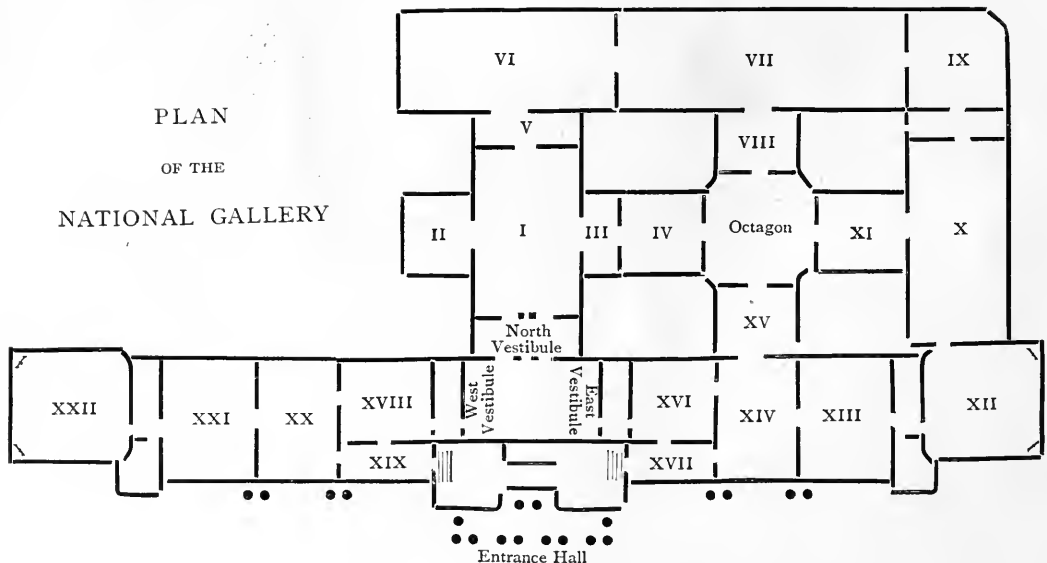 PLAN
OF THE
NATIONAL GALLERY
VI
VII
IX
V
VIII
II
I
III
IV
Octagon
XI
X
North
Vestibule
XV
West
Vestibule
East
Vestibule
XXII
XXI
XX
XVIII
XVI
XIV
XIII
XII
XIX
XVII
Entrance Hall